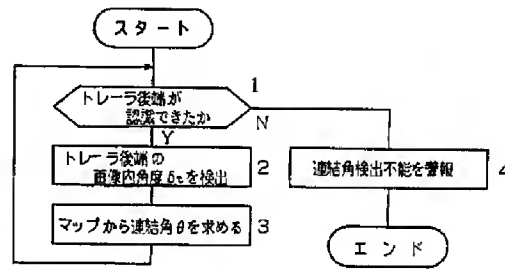 スタート
1
トレーラ後端が
認識できたか
N
Y
トレーラ後端の
画像内角度δtを検出
2
連結角検出不能を警報
4
マップから連結角θを求める
3
エンド